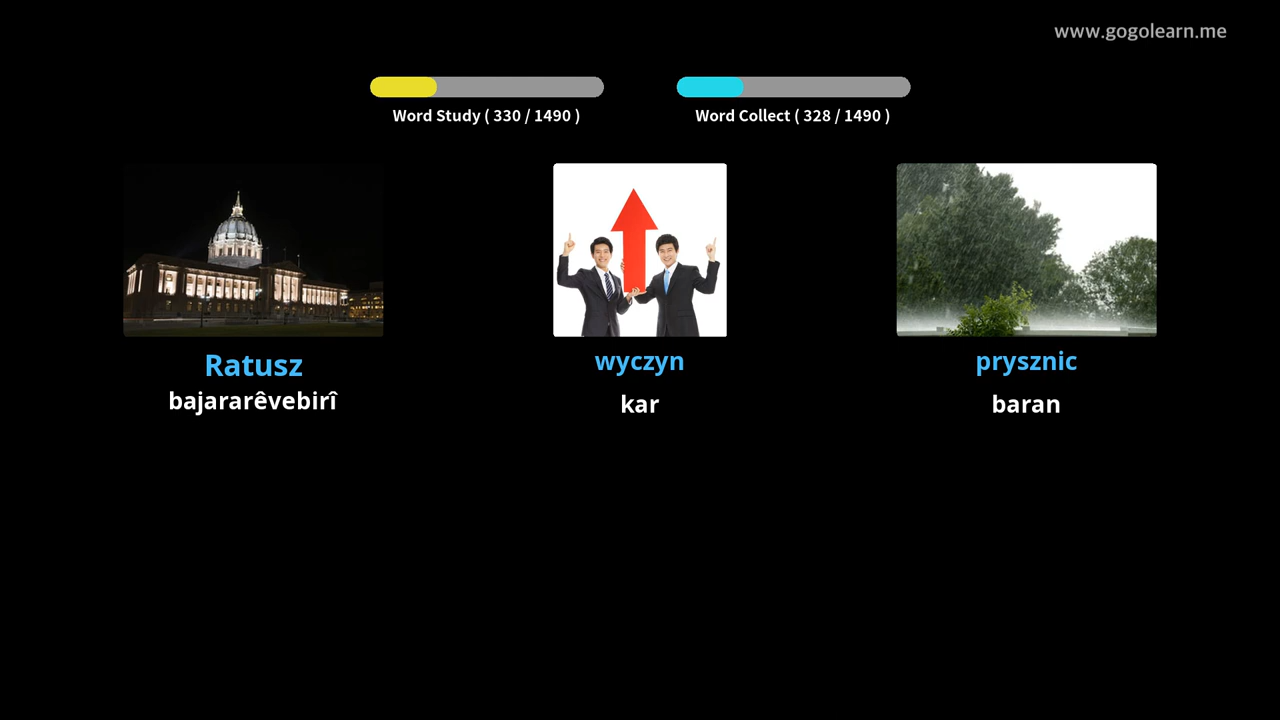 www.gogolearn.me
Word Study ( 330 / 1490 )
Word Collect ( 328 / 1490 )
Ratusz
wyczyn
prysznic
bajararêvebirî
kar
baran